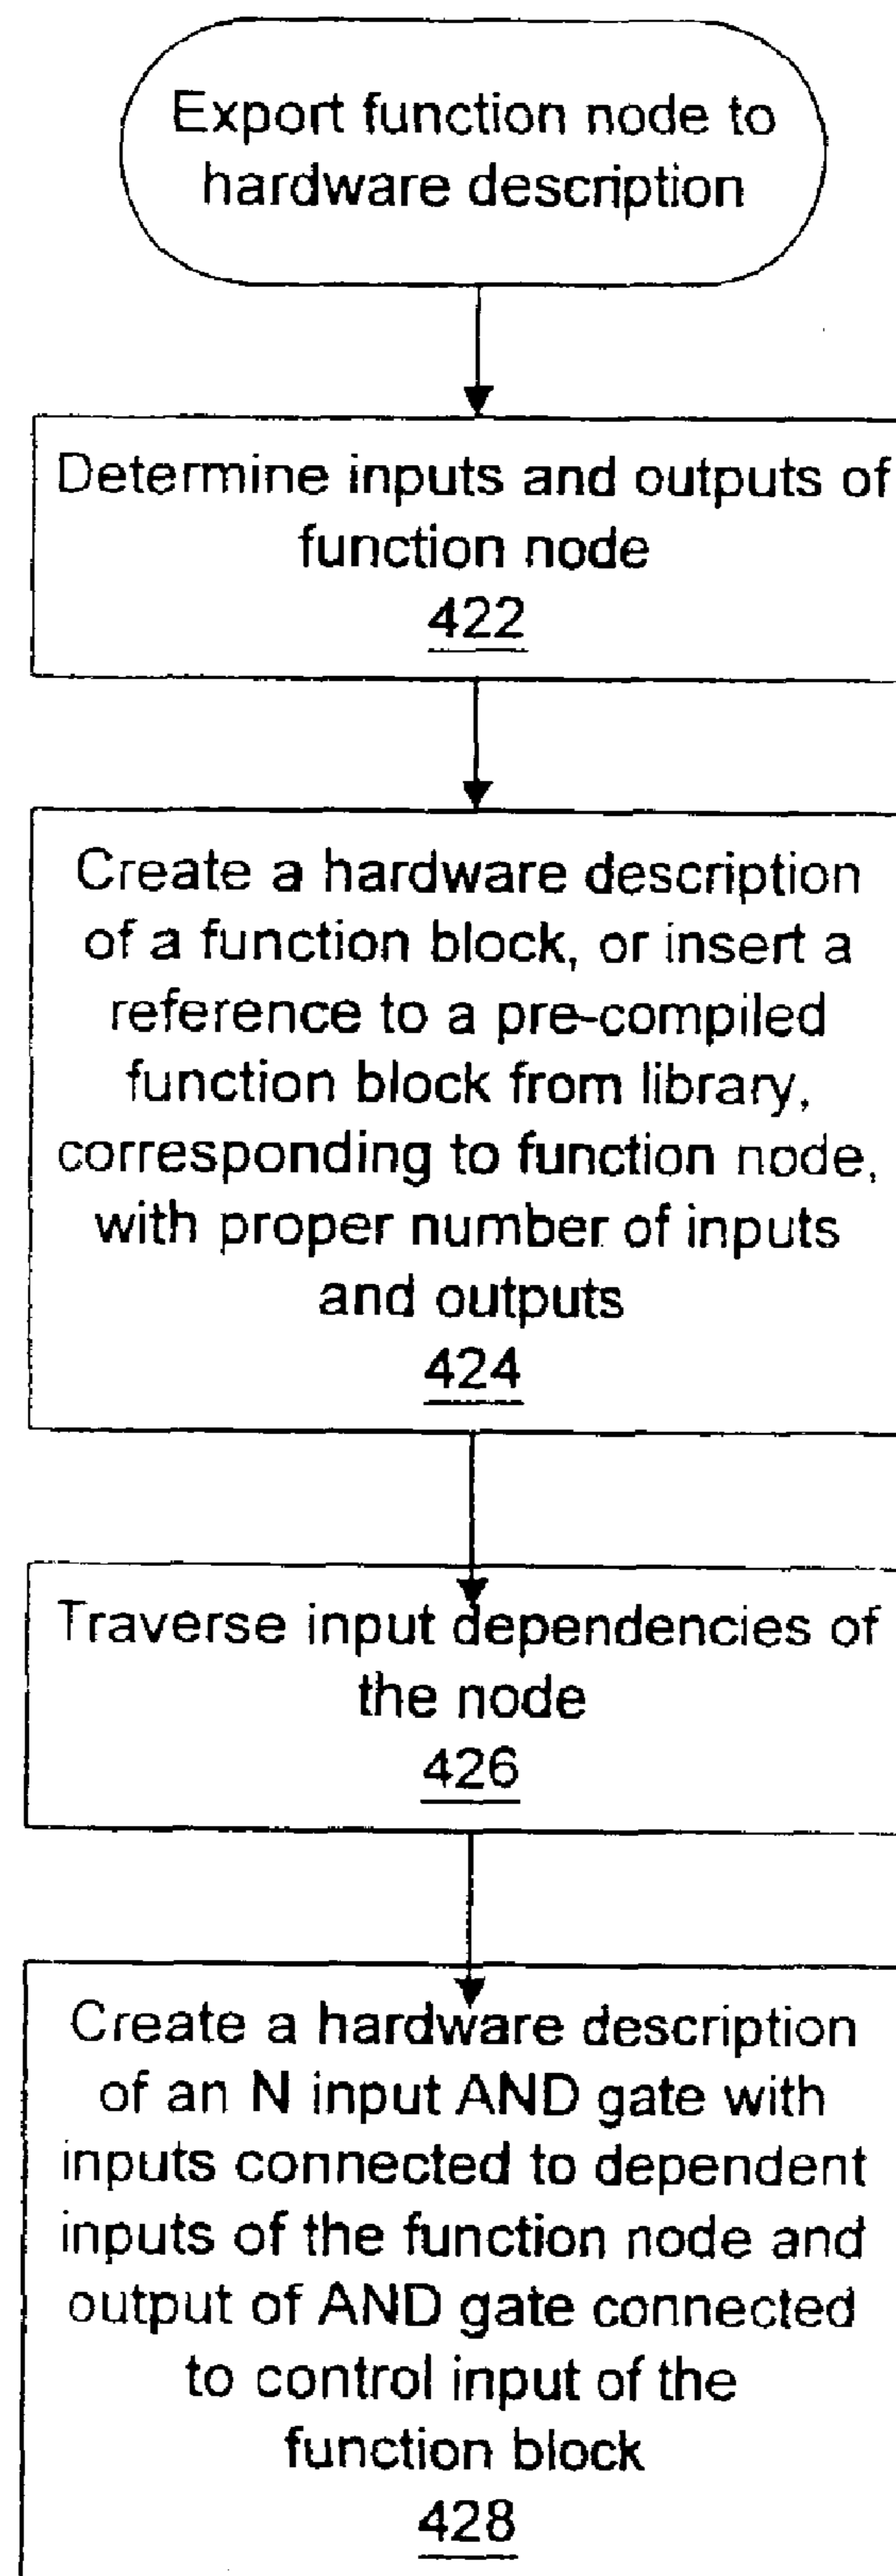 Export function node to
hardware description
Determine inputs and outputs of
function node
422
Create a hardware description
of a function block, or insert a
reference to a pre-compiled
function block from library,
corresponding to function node,
with proper number of inputs
and outputs
424
Traverse input dependencies of
the node
426
Create a hardware description
of an N input AND gate with
inputs connected to dependent
inputs of the function node and
output of AND gate connected
to control input of the
function block
428